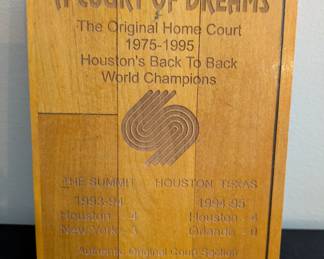 A COURT OF DREAMS
The Original Home Court
1975-1995
Houston's Back To Back
World Champions
THE SUMMIT HOUSTON, TEXAS
1993-94 1994-95
Houston - 4 Houston - 4
New York - 3 Orlando - 0
Authentic Original Court Section